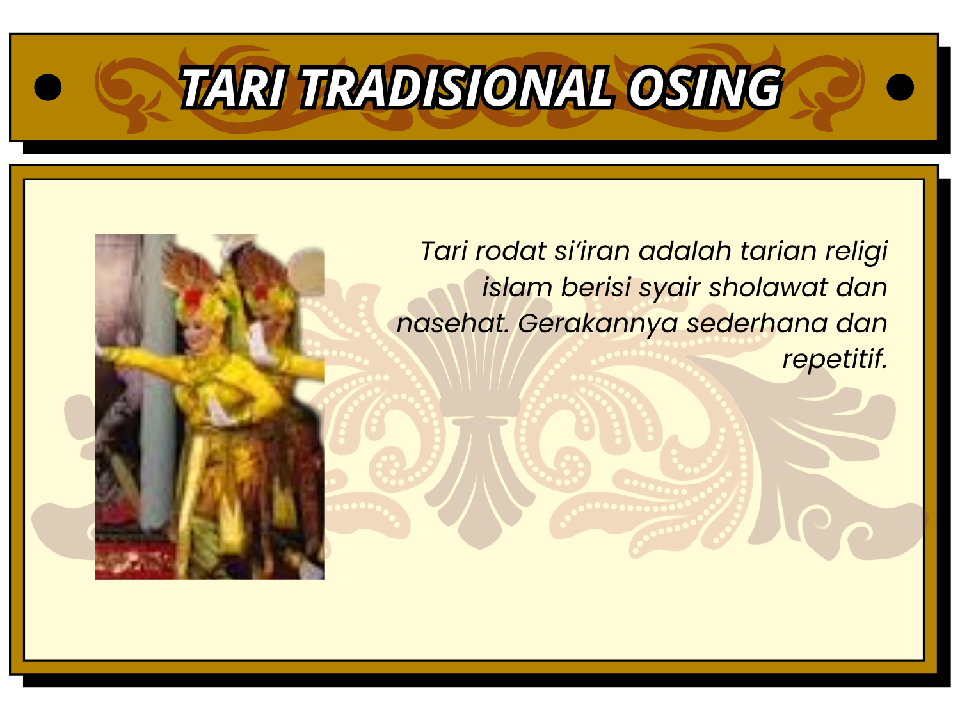 TARI TRADISIONAL OSING
Tari rodat si’iran adalah tarian religi
islam berisi syair sholawat dan
nasehat. Gerakannya sederhana dan
repetitif.